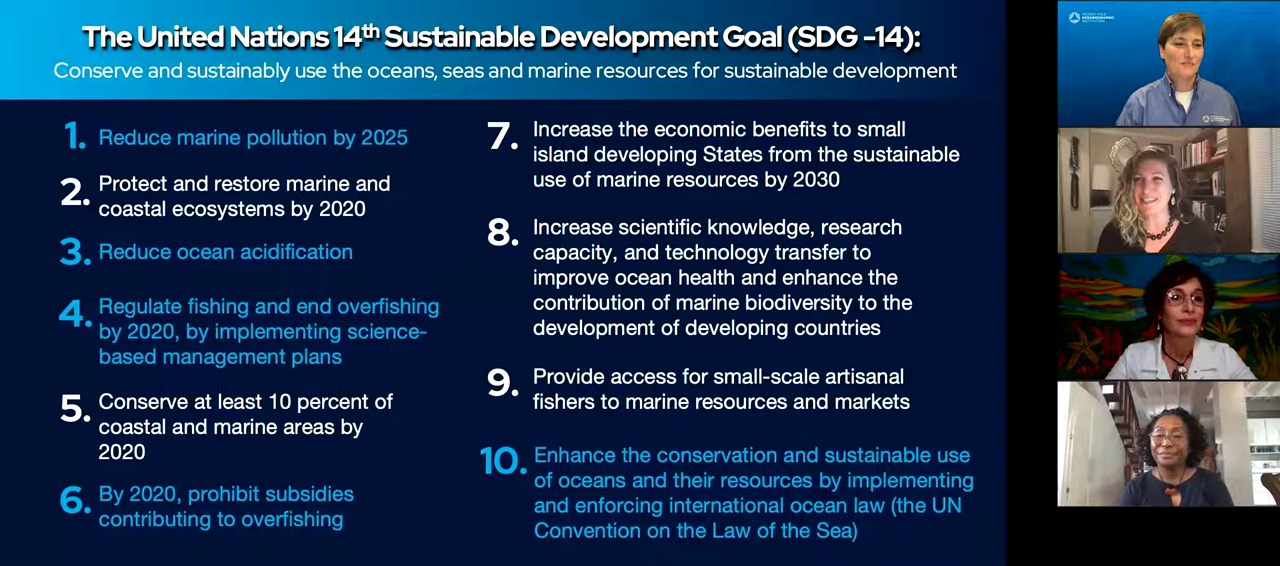 The United Nations 14th Sustainable Development Goal (SDG -14):
Conserve and sustainably use the oceans, seas and marine resources for sustainable development
1. Reduce marine pollution by 2025
2. Protect and restore marine and
coastal ecosystems by 2020
3. Reduce ocean acidification
4. Regulate fishing and end overfishing
by 2020, by implementing science-
based management plans
5. Conserve at least 10 percent of
coastal and marine areas by
2020
6. By 2020, prohibit subsidies
contributing to overfishing
7. Increase the economic benefits to small
island developing States from the sustainable
use of marine resources by 2030
8. Increase scientific knowledge, research
capacity, and technology transfer to
improve ocean health and enhance the
contribution of marine biodiversity to the
development of developing countries
9. Provide access for small-scale artisanal
fishers to marine resources and markets
10. Enhance the conservation and sustainable use
of oceans and their resources by implementing
and enforcing international ocean law (the UN
Convention on the Law of the Sea)
WOODS HOLE
OCEANOGRAPHIC
INSTITUTION